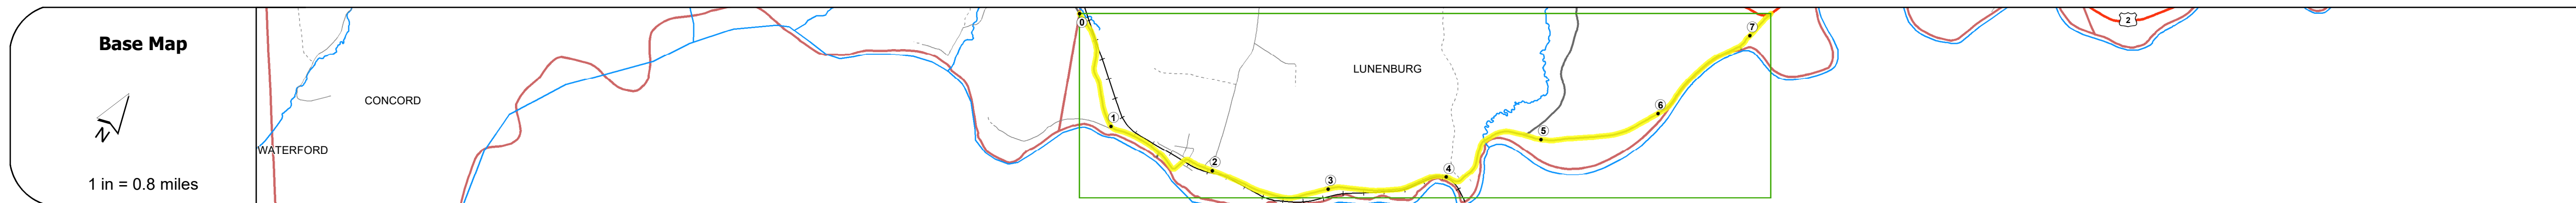 Base Map
N
1 in = 0.8 miles
WATERFORD
CONCORD
LUNENBURG
0
1
2
3
4
5
6
7
2